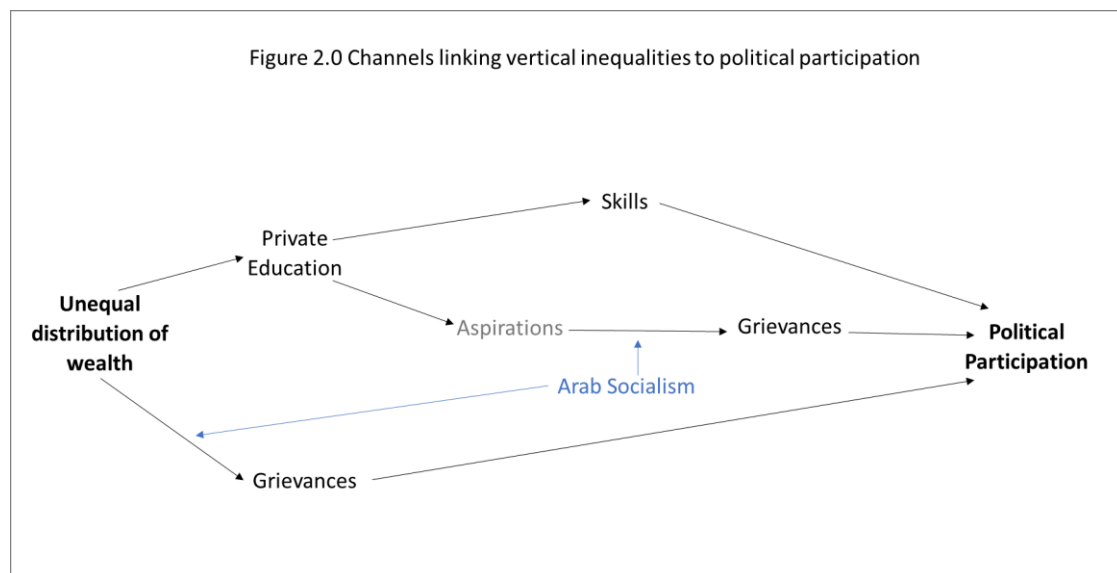 Figure 2.0 Channels linking vertical inequalities to political participation
Skills
Private
Education
Unequal
distribution of
wealth
Aspirations
Grievances
Political
Participation
Arab Socialism
Grievances